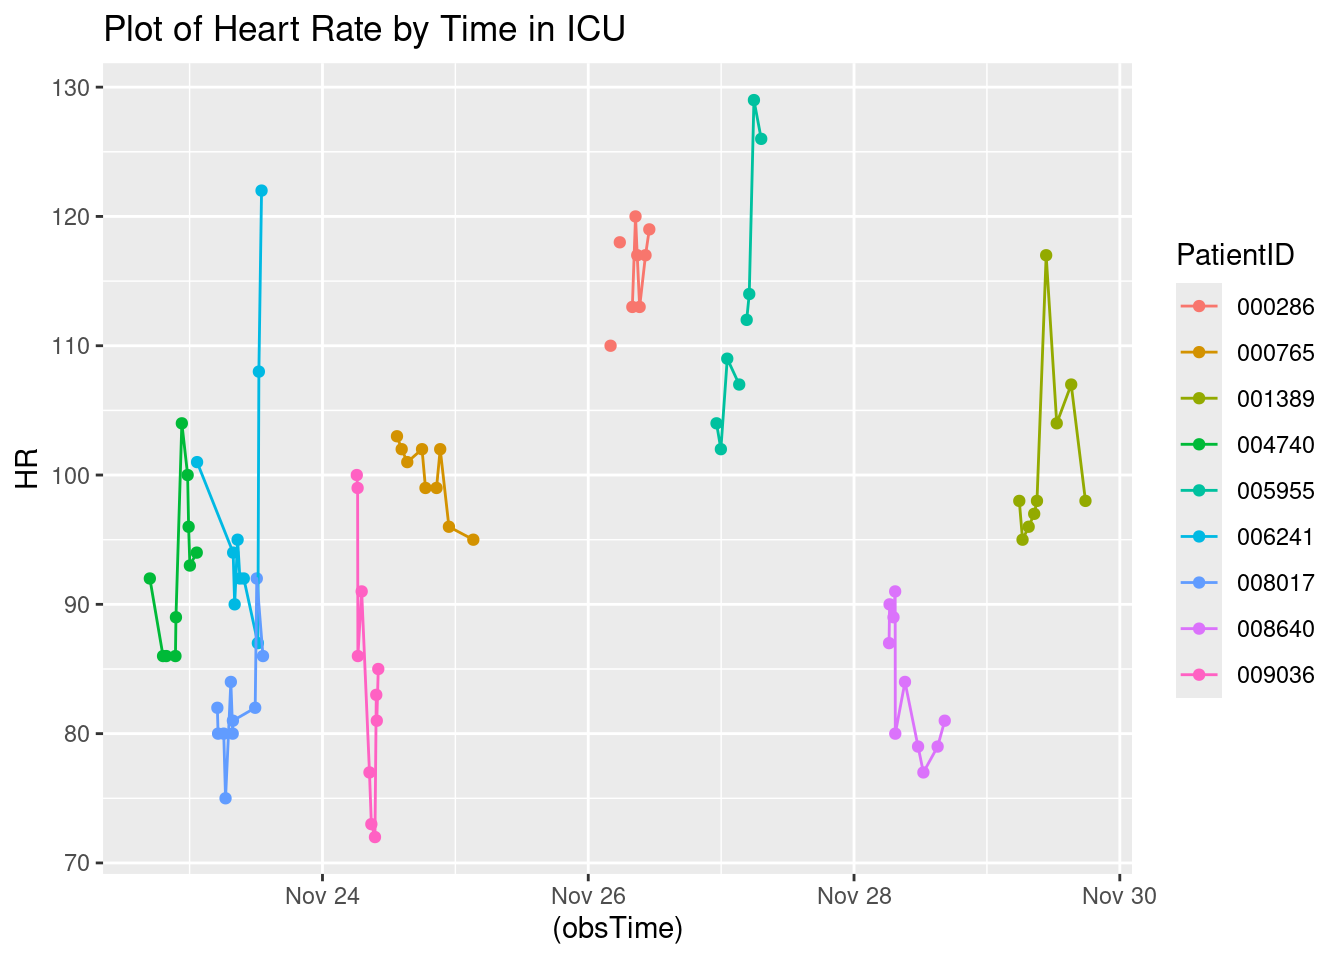 Plot of Heart Rate by Time in ICU
130
120
110
100
90
80
70
HR
Nov 24
Nov 26
Nov 28
Nov 30
(obsTime)
PatientID
000286
000765
001389
004740
005955
006241
008017
008640
009036